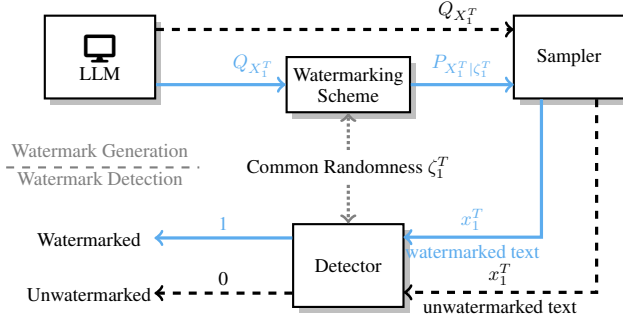 Q_{X_1^T}
LLM
Q_{X_1^T}
Watermarking
Scheme
P_{X_1^T|ζ_1^T}
Sampler
Watermark Generation
Watermark Detection
Common Randomness ζ_1^T
Watermarked
1
Detector
x_1^T
watermarked text
Unwatermarked
0
x_1^T
unwatermarked text